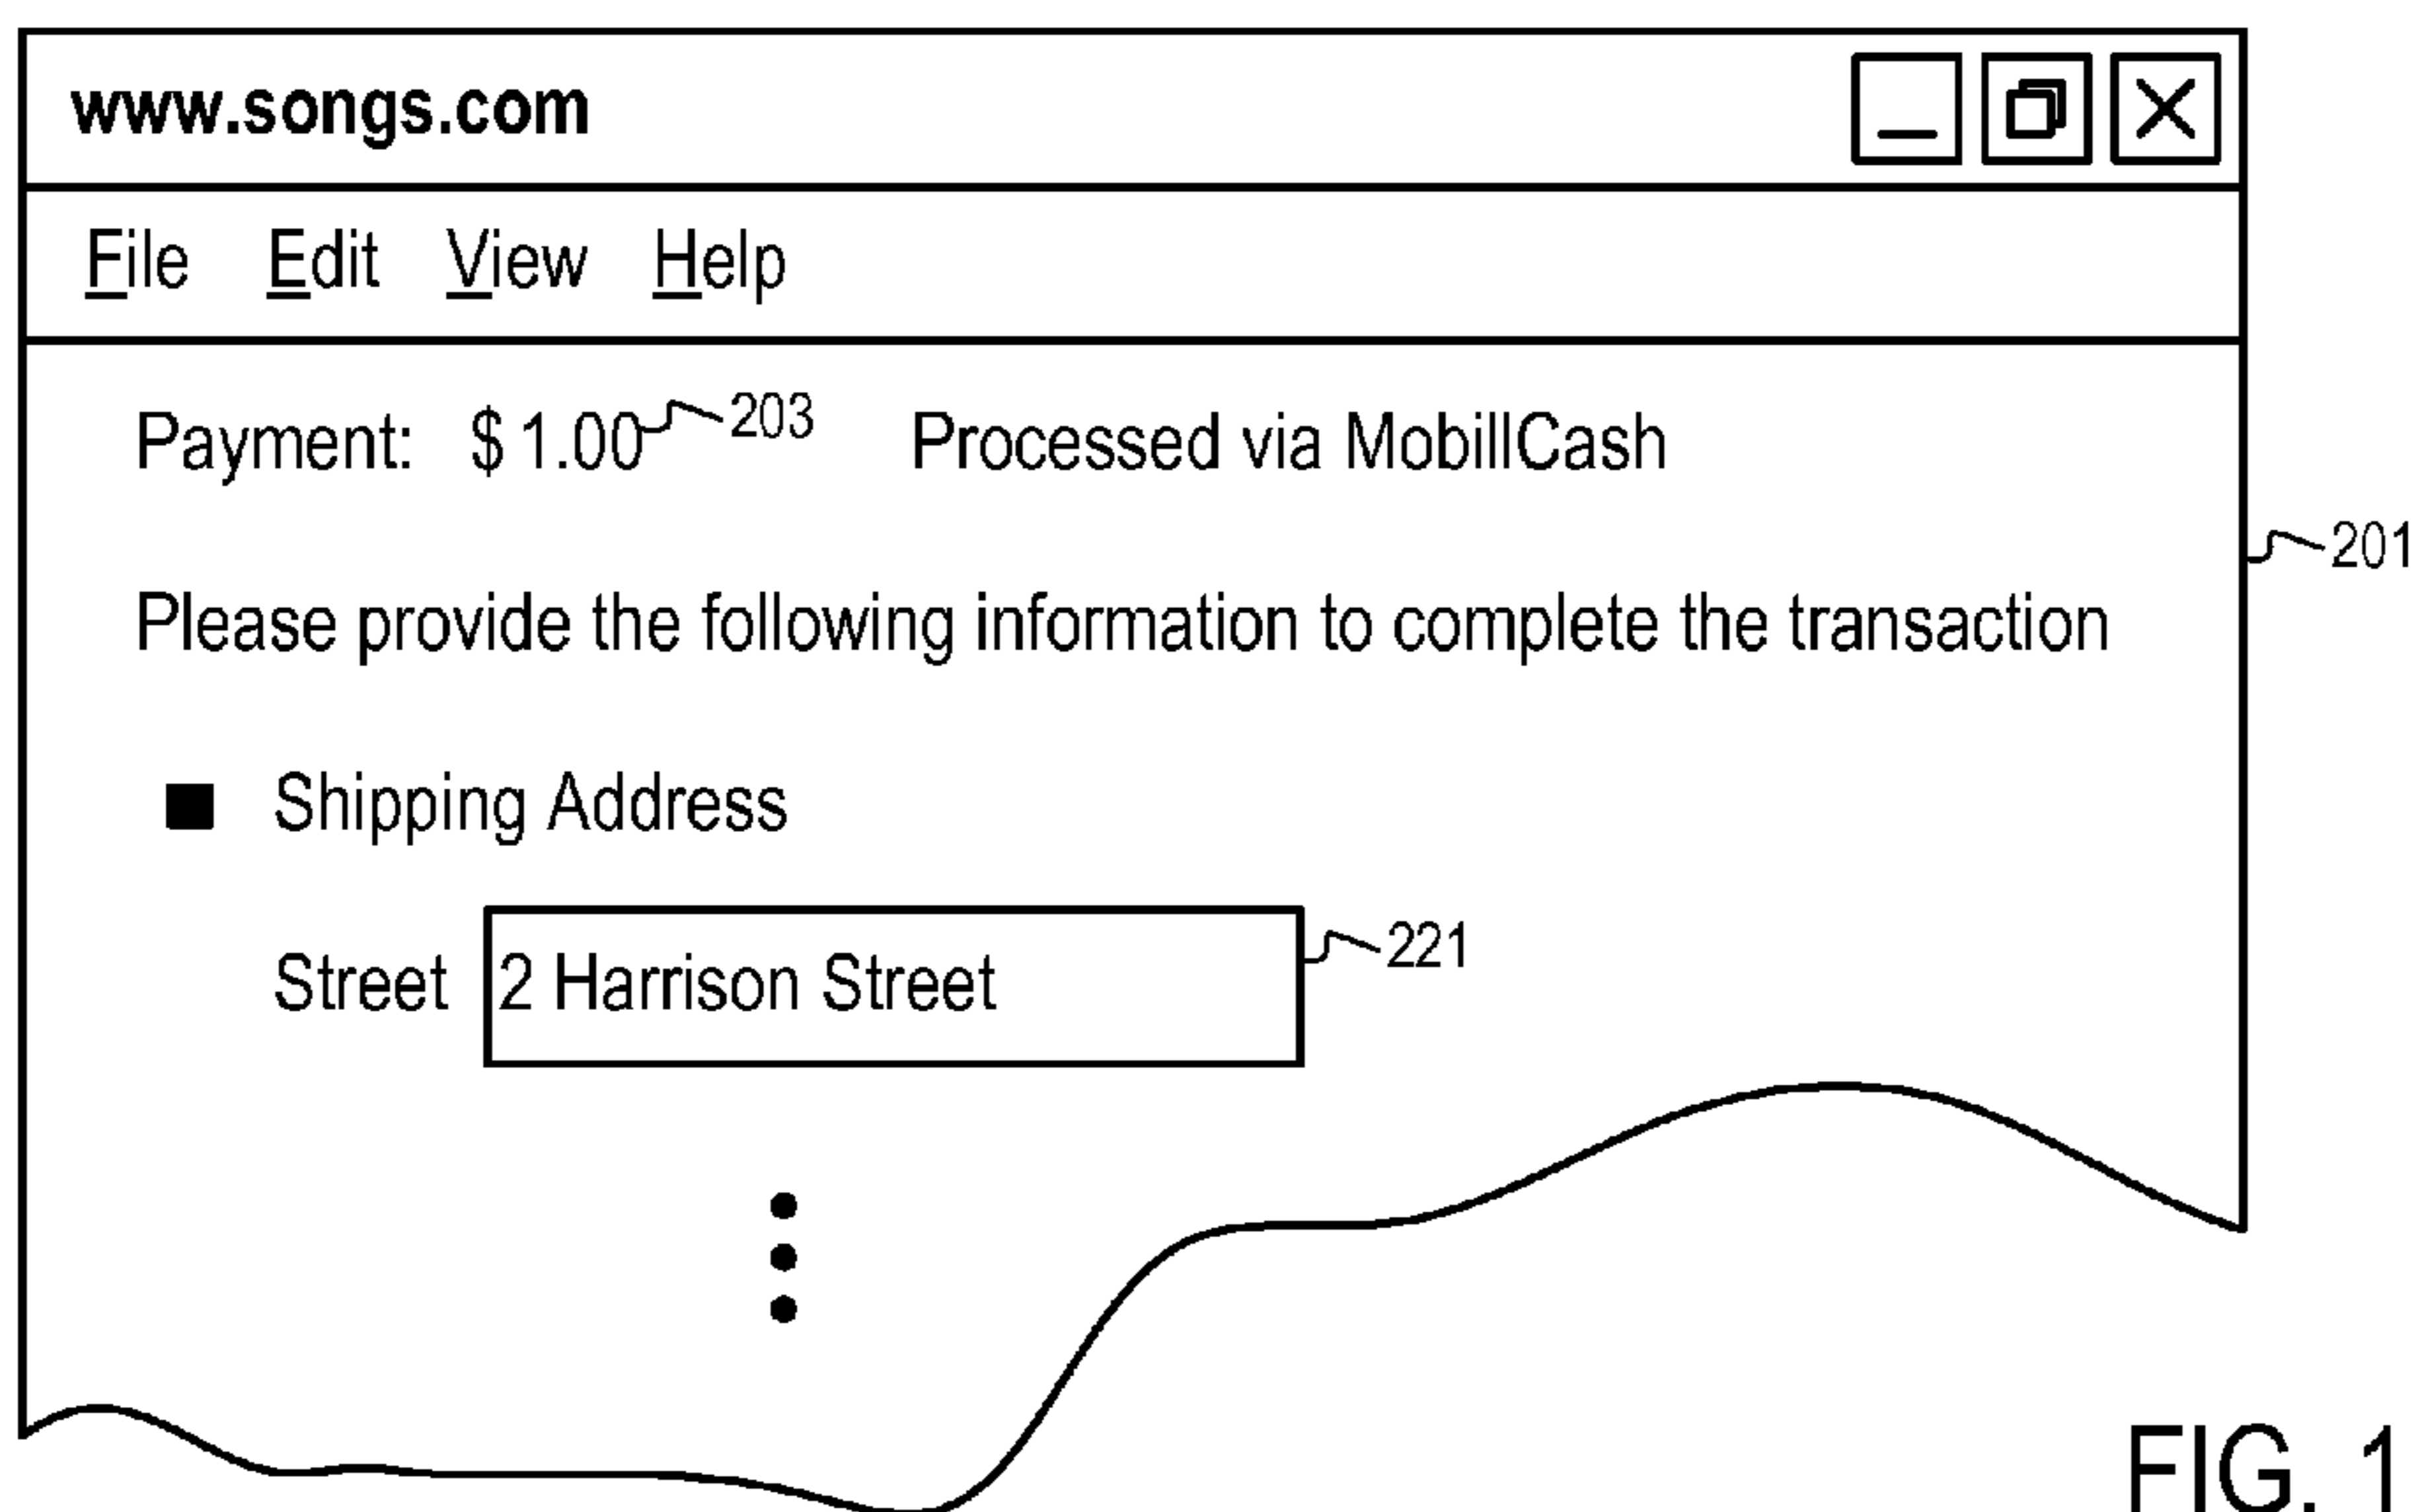 www.songs.com
File Edit View Help
Payment: $ 1.00 203 Processed via MobillCash
201
Please provide the following information to complete the transaction
Shipping Address
Street 2 Harrison Street 221
FIG. 1